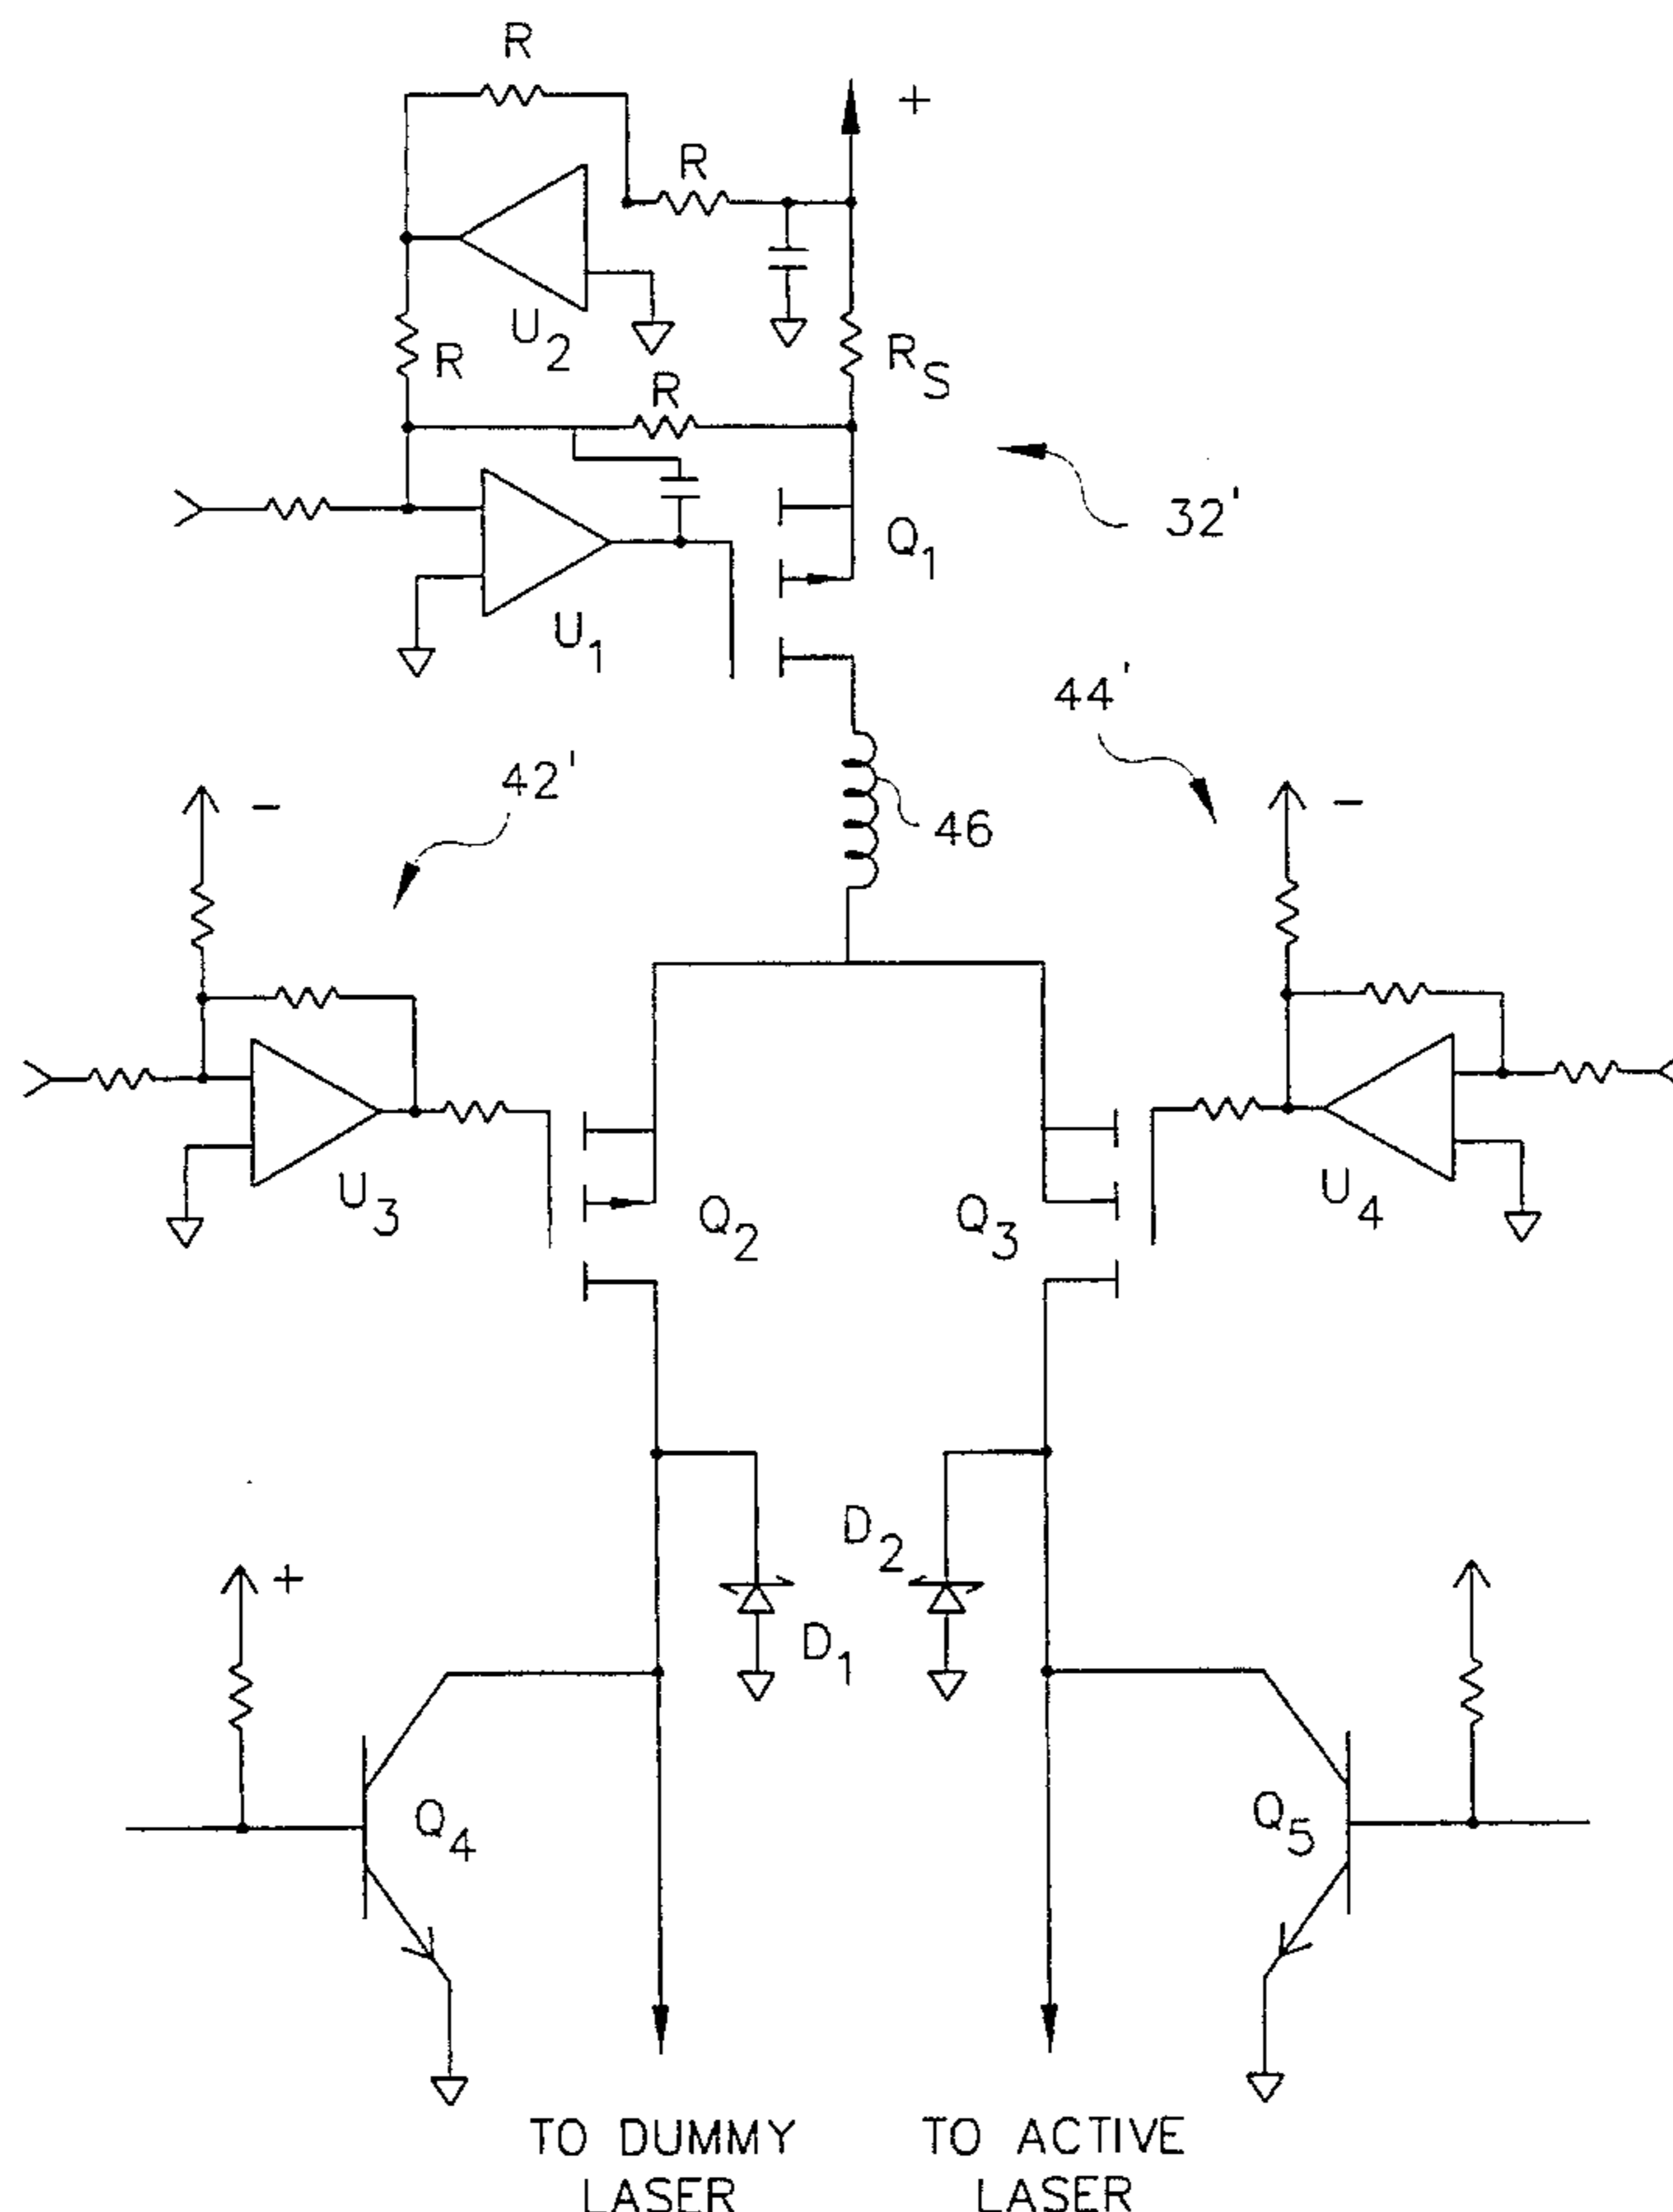 R
+
R
U2
R
RS
R
32'
Q1
U1
44'
42'
-
-
46
U3
Q2
Q3
U4
D2
+
D1
Q4
Q5
TO DUMMY
LASER
TO ACTIVE
LASER